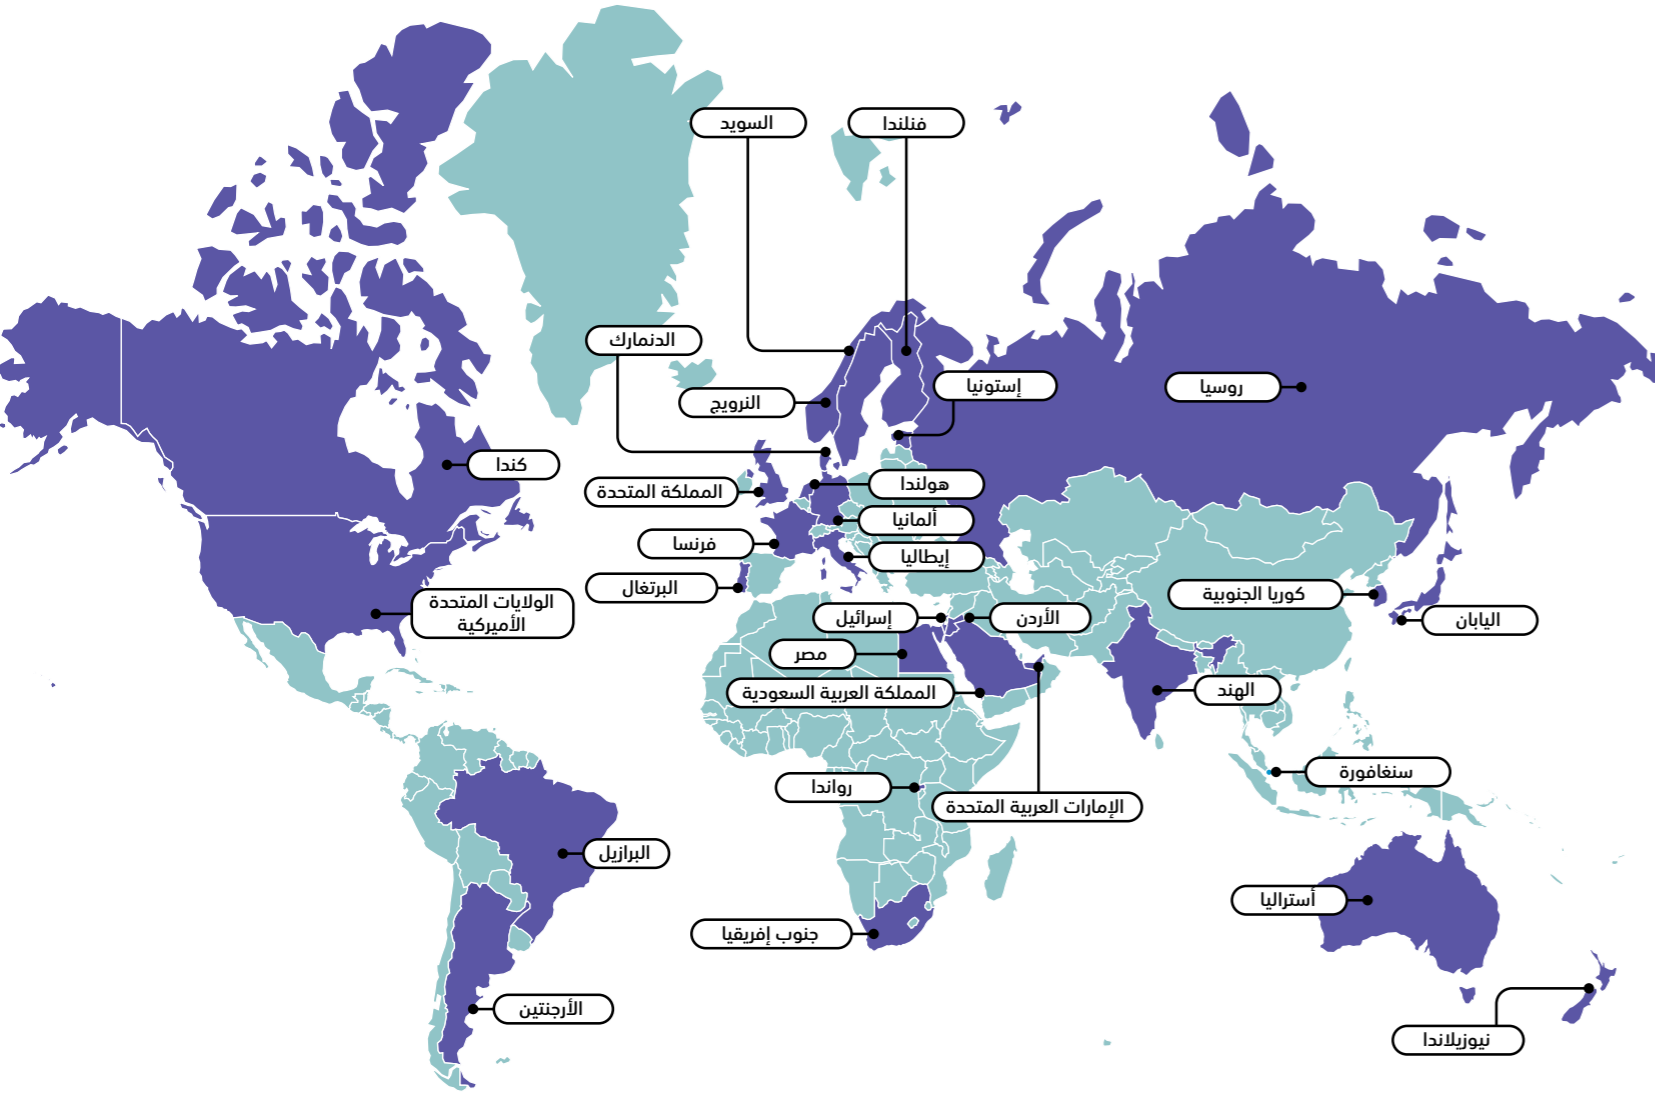 السويد
فنلندا
الدنمارك
إستونيا
روسيا
النرويج
كندا
هولندا
المملكة المتحدة
ألمانيا
فرنسا
إيطاليا
البرتغال
كوريا الجنوبية
الولايات المتحدة
الأميركية
إسرائيل
الأردن
اليابان
مصر
المملكة العربية السعودية
الهند
سنغافورة
رواندا
الإمارات العربية المتحدة
البرازيل
أستراليا
جنوب إفريقيا
الأرجنتين
نيوزيلاندا